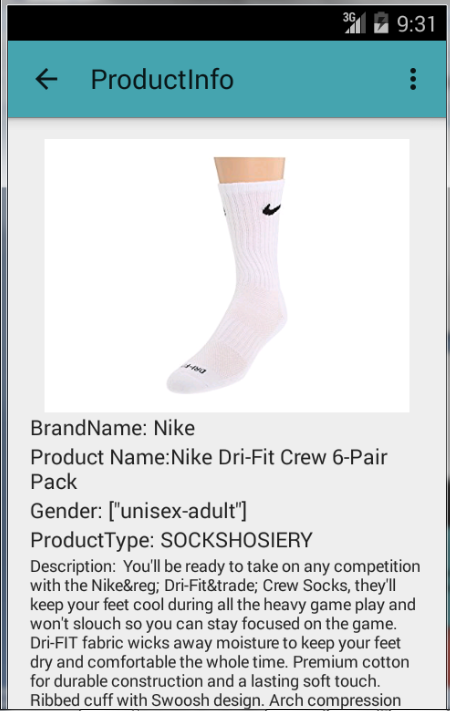 3G 9:31
ProductInfo
DRI-FIT
BrandName: Nike
Product Name:Nike Dri-Fit Crew 6-Pair
Pack
Gender: ["unisex-adult"]
ProductType: SOCKSHOSIERY
Description:  You'll be ready to take on any competition
with the Nike&reg; Dri-Fit&trade; Crew Socks, they'll
keep your feet cool during all the heavy game play and
won't slouch so you can stay focused on the game.
Dri-FIT fabric wicks away moisture to keep your feet
dry and comfortable the whole time. Premium cotton
for durable construction and a lasting soft touch.
Ribbed cuff with Swoosh design. Arch compression